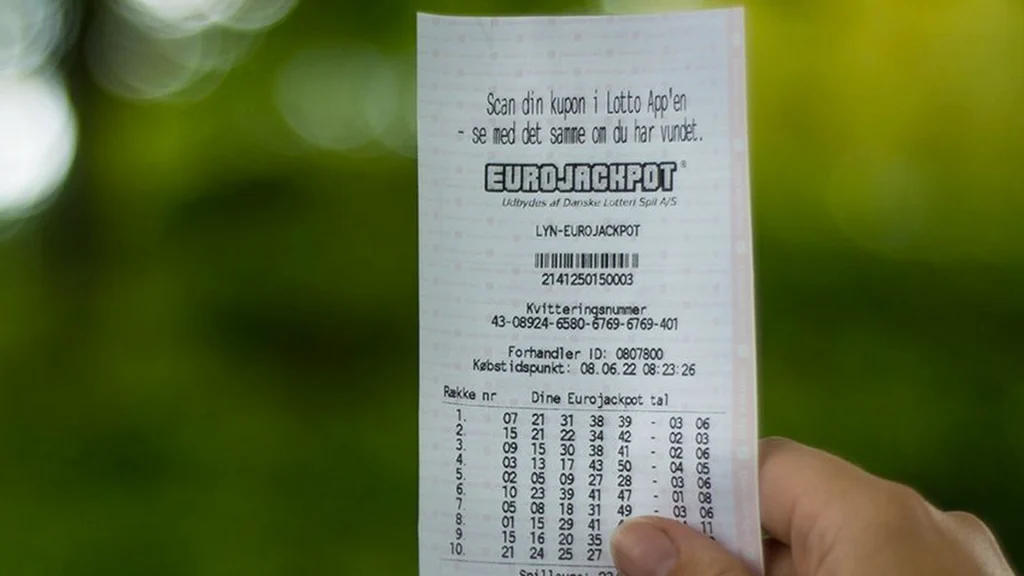 Scan din kupon i Lotto App'en
- se med det samme om du har vundet.
EUROJACKPOT®
Udbydes af Danske Lotteri Spil A/S
LYN-EUROJACKPOT
2141250150003
Kvitteringsnummer
43-08924-6580-6769-6769-401
Forhandler ID: 0807800
Købstidspunkt: 08.06.22 08:23:26
Række nr Dine Eurojackpot tal
1. 07 21 31 38 39 - 03 06
2. 15 21 22 34 42 - 02 03
3. 09 15 30 38 41 - 02 06
4. 03 13 17 43 50 - 04 05
5. 02 05 09 27 28 - 03 06
6. 10 23 39 41 47 - 01 08
7. 05 08 18 31 49 - 03 06
8. 01 15 29 41 11
9. 15 16 20 35
10. 21 24 25 27